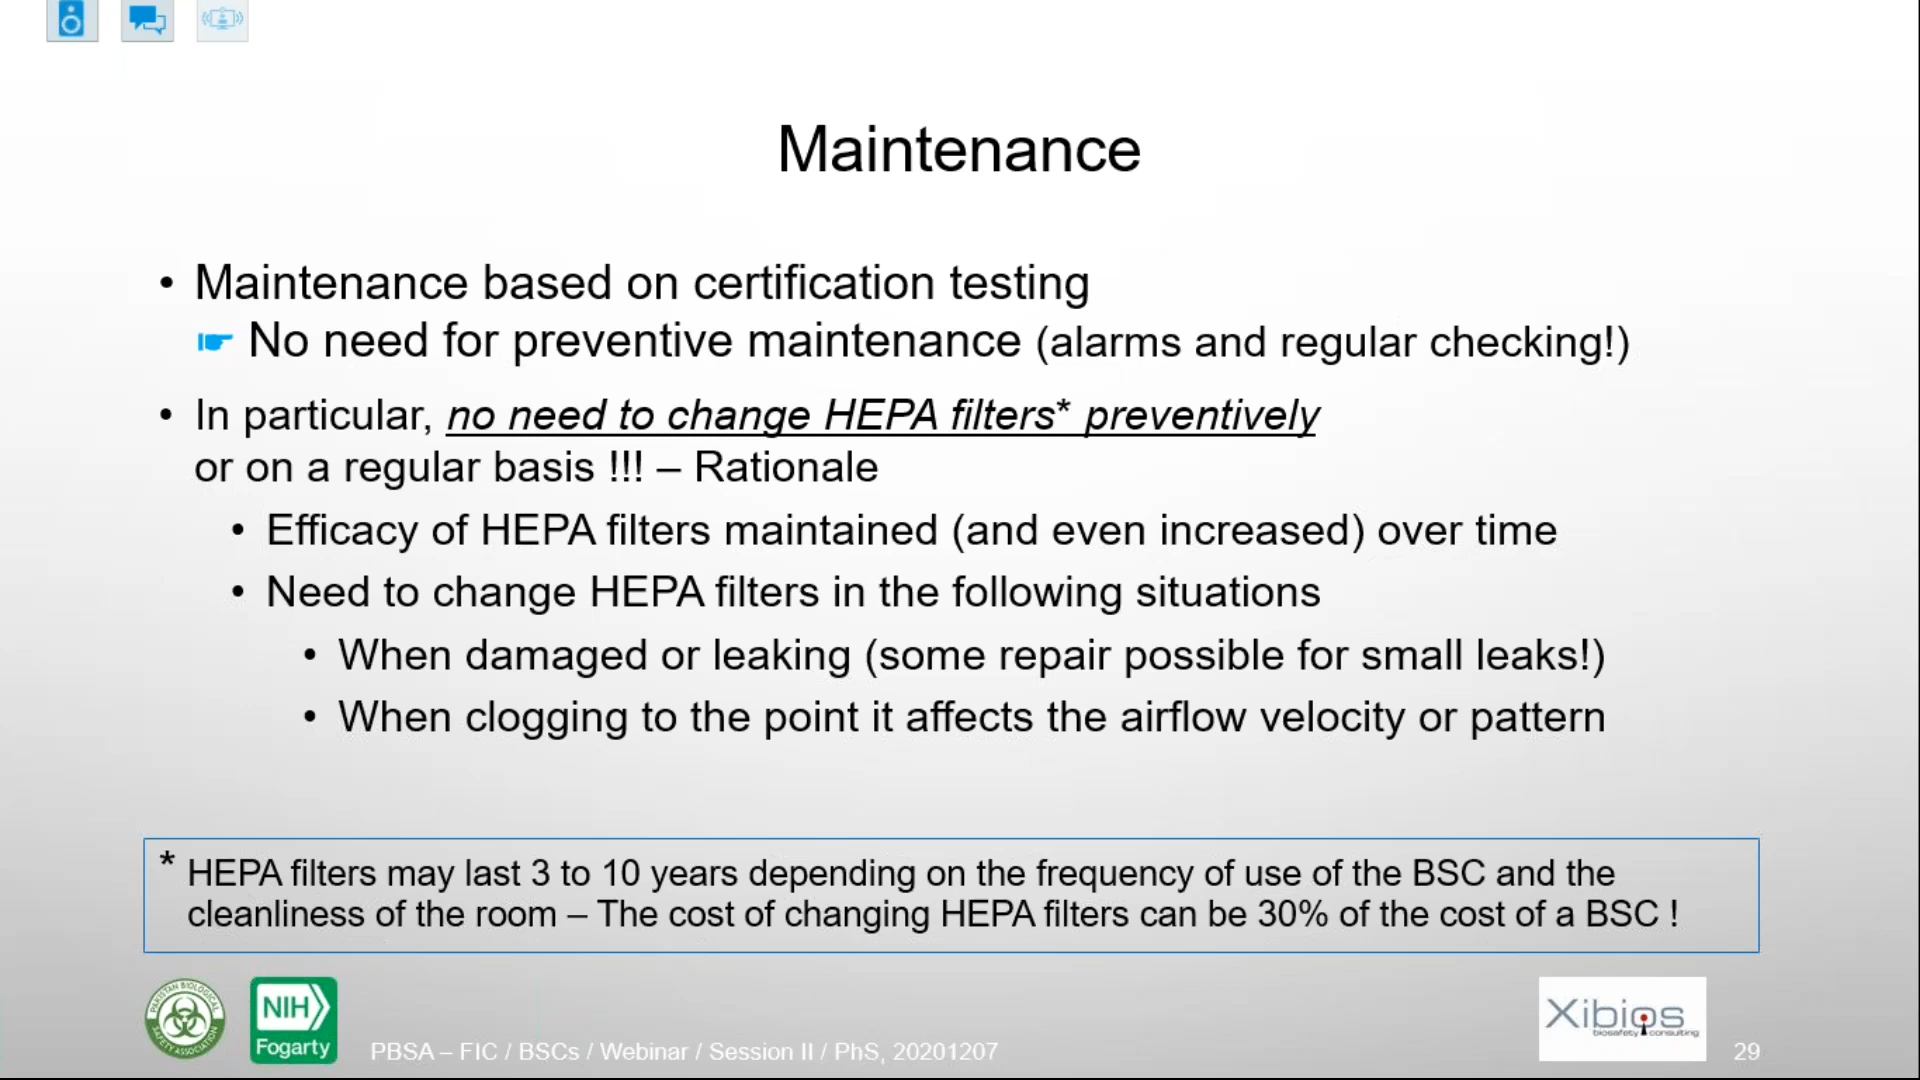 Maintenance
• Maintenance based on certification testing
☛ No need for preventive maintenance (alarms and regular checking!)
• In particular, no need to change HEPA filters* preventively
or on a regular basis !!! – Rationale
• Efficacy of HEPA filters maintained (and even increased) over time
• Need to change HEPA filters in the following situations
• When damaged or leaking (some repair possible for small leaks!)
• When clogging to the point it affects the airflow velocity or pattern
* HEPA filters may last 3 to 10 years depending on the frequency of use of the BSC and the
cleanliness of the room – The cost of changing HEPA filters can be 30% of the cost of a BSC !
PAKISTAN BIOLOGICAL
SAFETY ASSOCIATION
NIH
Fogarty
PBSA – FIC / BSCs / Webinar / Session II / PhS, 20201207
Xibios
biosafety consulting
29